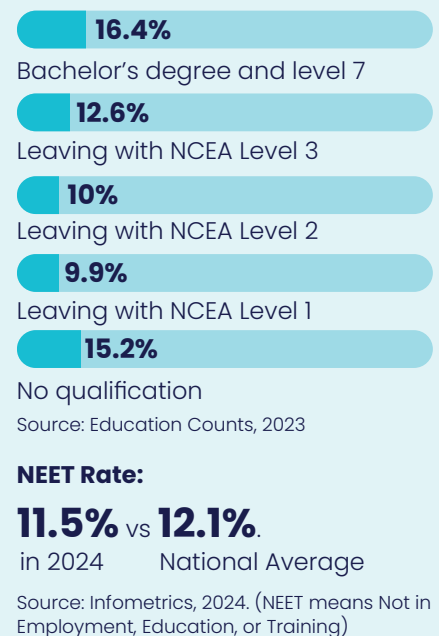 16.4%
Bachelor's degree and level 7
12.6%
Leaving with NCEA Level 3
10%
Leaving with NCEA Level 2
9.9%
Leaving with NCEA Level 1
15.2%
No qualification
Source: Education Counts, 2023
NEET Rate:
11.5% vs 12.1%.
in 2024 National Average
Source: Infometrics, 2024. (NEET means Not in
Employment, Education, or Training)